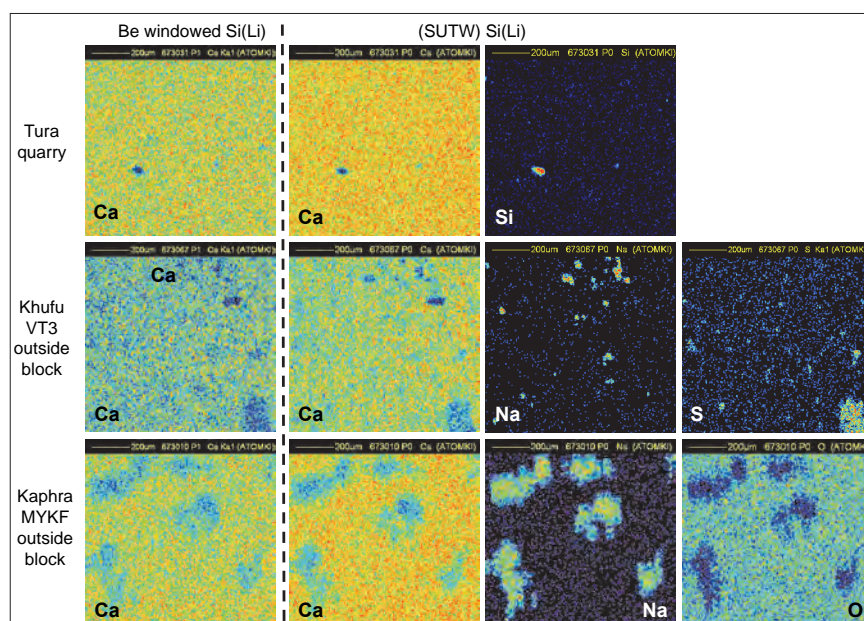 Be windowed Si(Li)
(SUTW) Si(Li)
200um 673031 P1 Ca Ka1 (ATOMKI)
200um 673031 P0 Ca (ATOMKI)
200um 673031 P0 Si (ATOMKI)
Tura
quarry
Ca
Ca
Si
200um 673067 P1 Ca Ka1 (ATOMKI)
200um 673067 P0 Ca (ATOMKI)
200um 673067 P0 Na (ATOMKI)
200um 673067 P0 S Ka1 (ATOMKI)
Ca
Khufu
VT3
outside
block
Ca
Ca
Na
S
200um 673010 P1 Ca Ka1 (ATOMKI)
200um 673010 P0 Ca (ATOMKI)
200um 673010 P0 Na (ATOMKI)
200um 673010 P0 O (ATOMKI)
Kaphra
MYKF
outside
block
Ca
Ca
Na
O